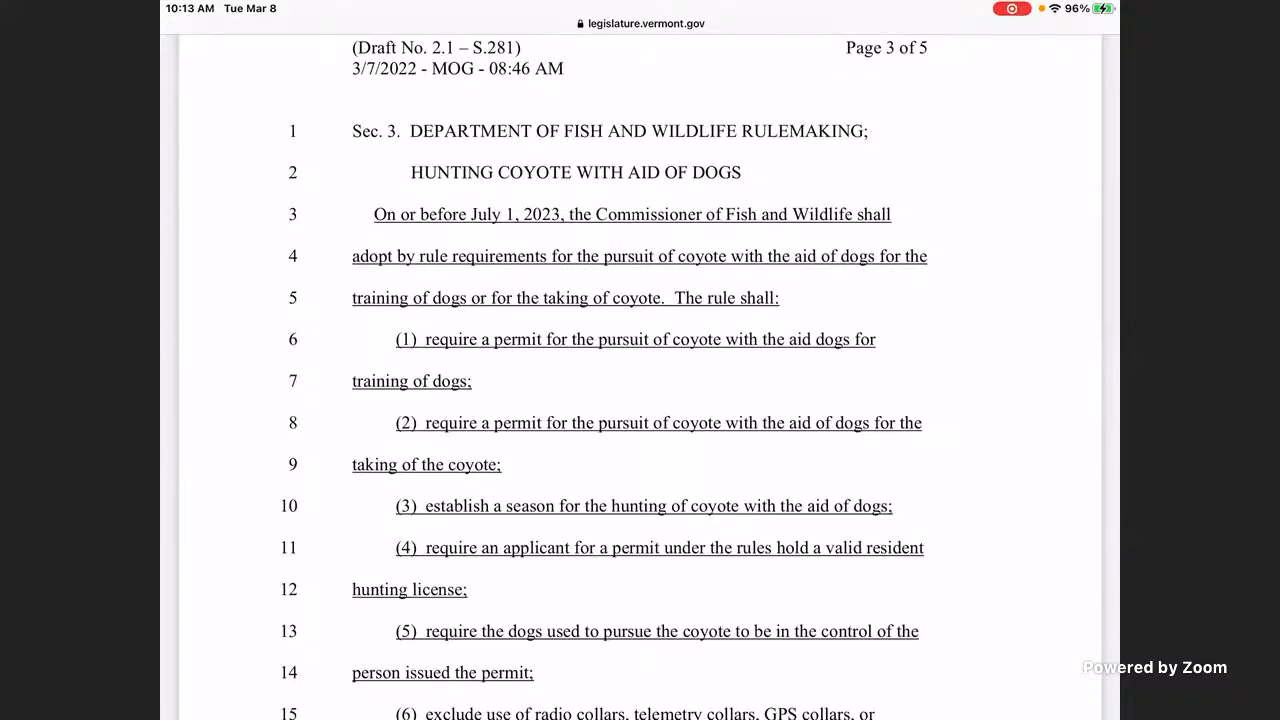 10:13 AM Tue Mar 8
96%
legislature.vermont.gov
(Draft No. 2.1 – S.281) Page 3 of 5
3/7/2022 - MOG - 08:46 AM
1 Sec. 3. DEPARTMENT OF FISH AND WILDLIFE RULEMAKING;
2 HUNTING COYOTE WITH AID OF DOGS
3 On or before July 1, 2023, the Commissioner of Fish and Wildlife shall
4 adopt by rule requirements for the pursuit of coyote with the aid of dogs for the
5 training of dogs or for the taking of coyote. The rule shall:
6 (1) require a permit for the pursuit of coyote with the aid dogs for
7 training of dogs;
8 (2) require a permit for the pursuit of coyote with the aid of dogs for the
9 taking of the coyote;
10 (3) establish a season for the hunting of coyote with the aid of dogs;
11 (4) require an applicant for a permit under the rules hold a valid resident
12 hunting license;
13 (5) require the dogs used to pursue the coyote to be in the control of the
14 person issued the permit;
15 (6) exclude use of radio collars, telemetry collars, GPS collars, or
Powered by Zoom